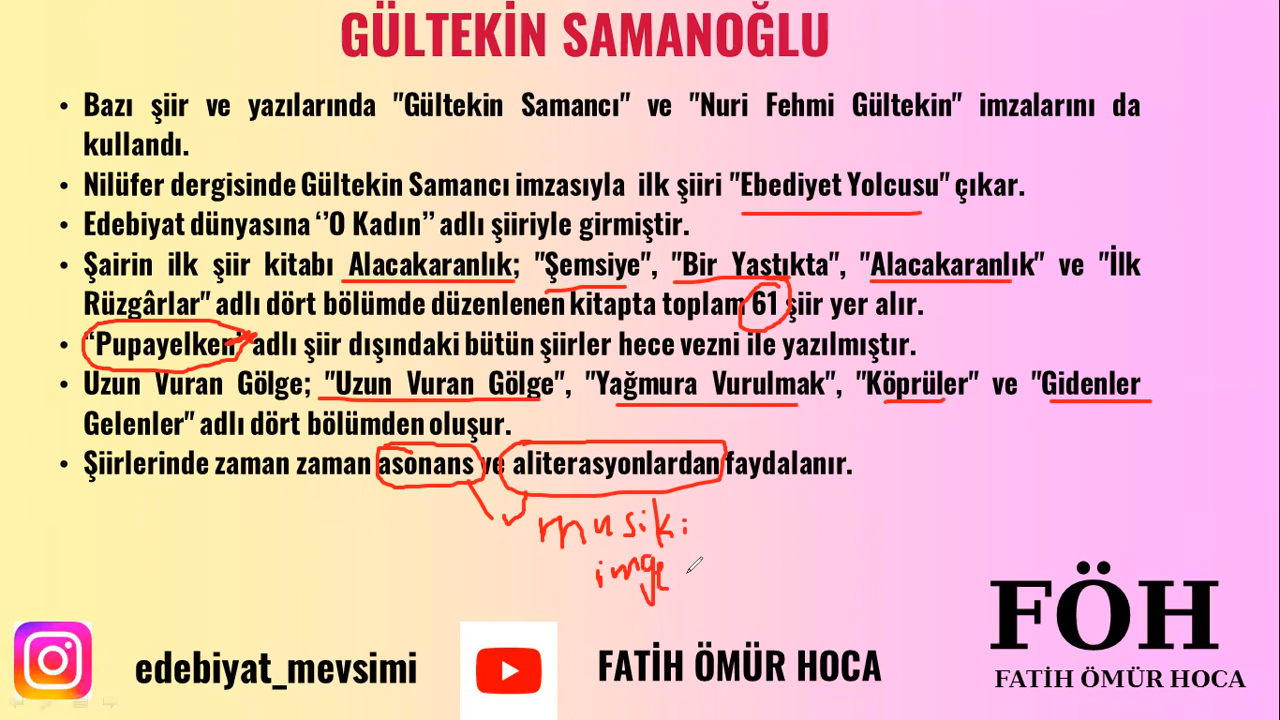 GÜLTEKİN SAMANOĞLU
• Bazı şiir ve yazılarında "Gültekin Samancı" ve "Nuri Fehmi Gültekin" imzalarını da
kullandı.
• Nilüfer dergisinde Gültekin Samancı imzasıyla ilk şiiri "Ebediyet Yolcusu" çıkar.
• Edebiyat dünyasına ‘’O Kadın’’ adlı şiiriyle girmiştir.
• Şairin ilk şiir kitabı Alacakaranlık; "Şemsiye", "Bir Yastıkta", "Alacakaranlık" ve "İlk
Rüzgârlar" adlı dört bölümde düzenlenen kitapta toplam 61 şiir yer alır.
• ‘Pupayelken’ adlı şiir dışındaki bütün şiirler hece vezni ile yazılmıştır.
• Uzun Vuran Gölge; "Uzun Vuran Gölge", "Yağmura Vurulmak", "Köprüler" ve "Gidenler
Gelenler" adlı dört bölümden oluşur.
• Şiirlerinde zaman zaman asonans ve aliterasyonlardan faydalanır.
musiki
imge
FÖH
edebiyat_mevsimi
FATİH ÖMÜR HOCA
FATİH ÖMÜR HOCA